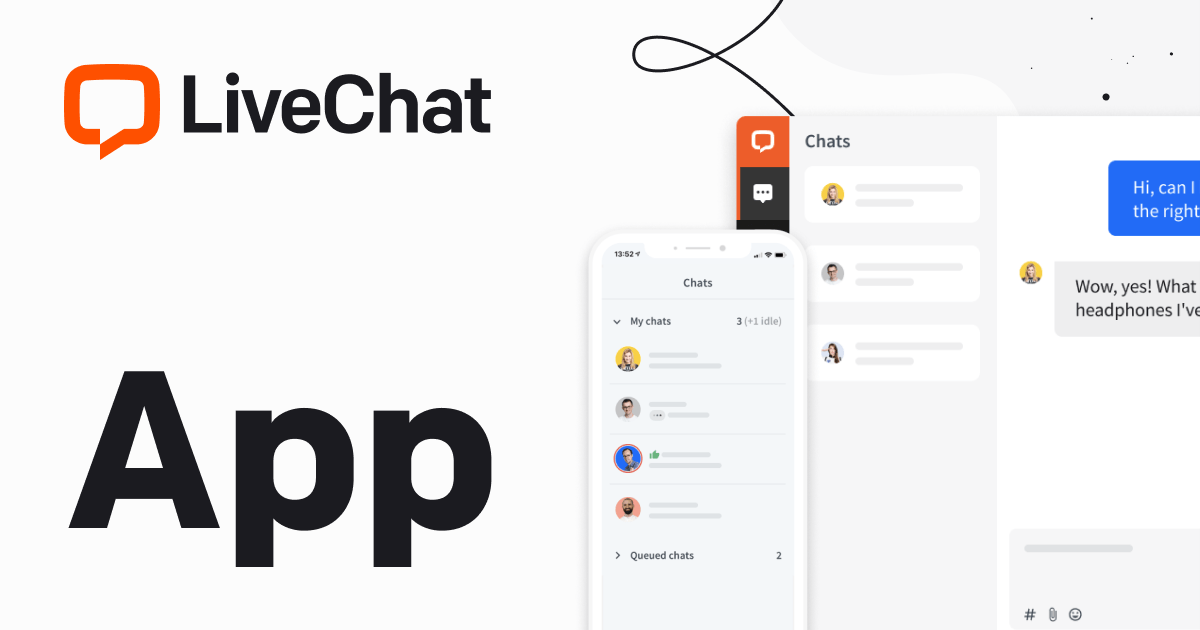 LiveChat
App
Chats
Hi, can I
the right
Wow, yes! What
headphones I've
#
13:52
Chats
My chats 3 (+1 idle)
Queued chats 2